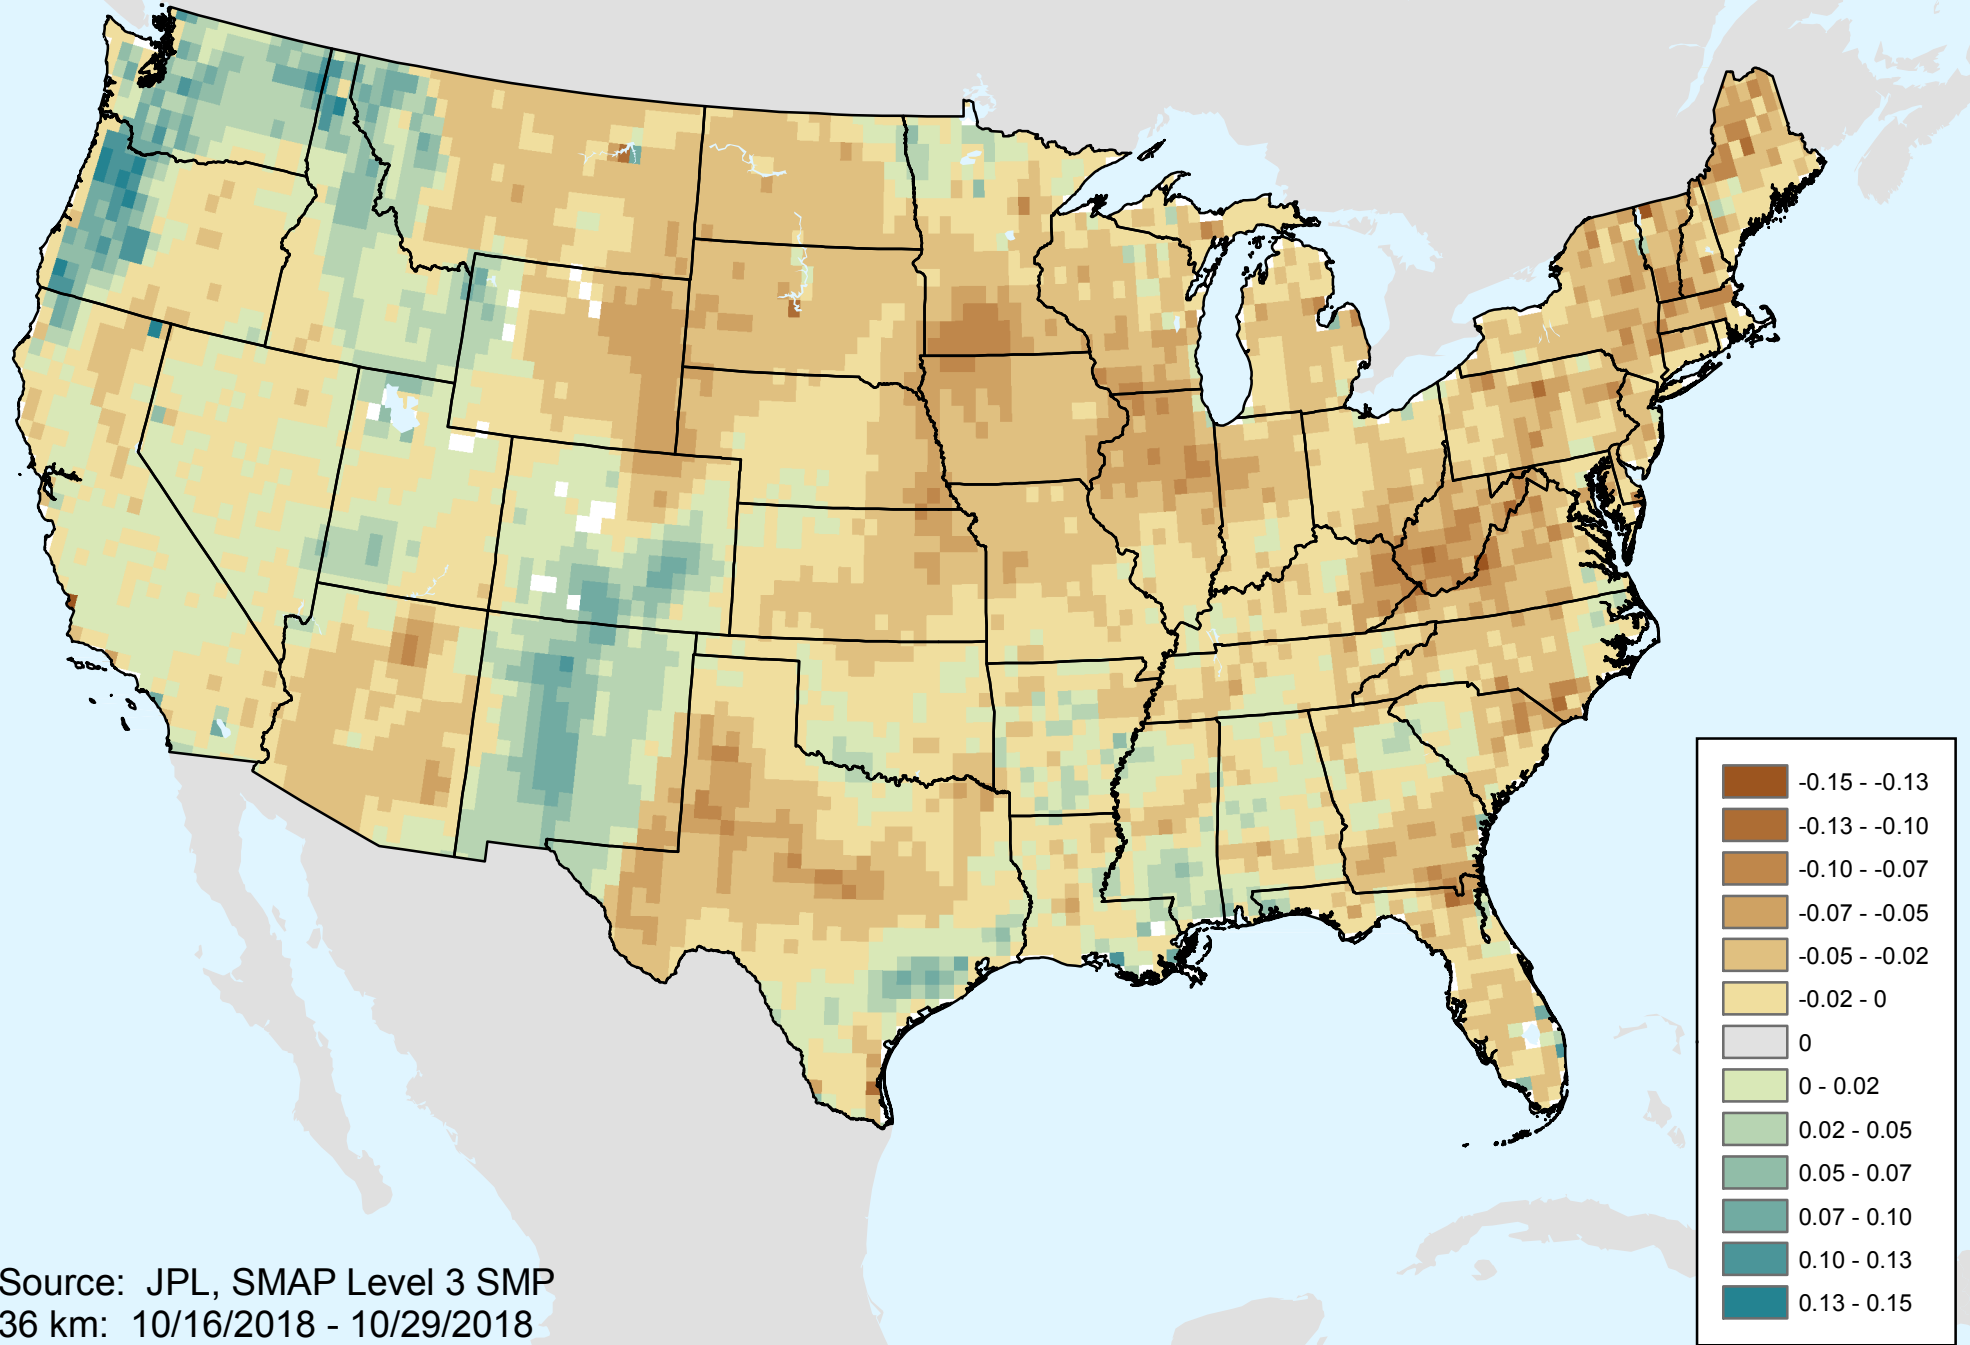 -0.15 - -0.13
-0.13 - -0.10
-0.10 - -0.07
-0.07 - -0.05
-0.05 - -0.02
-0.02 - 0
0
0 - 0.02
0.02 - 0.05
0.05 - 0.07
0.07 - 0.10
0.10 - 0.13
0.13 - 0.15
Source:  JPL, SMAP Level 3 SMP
36 km:  10/16/2018 - 10/29/2018